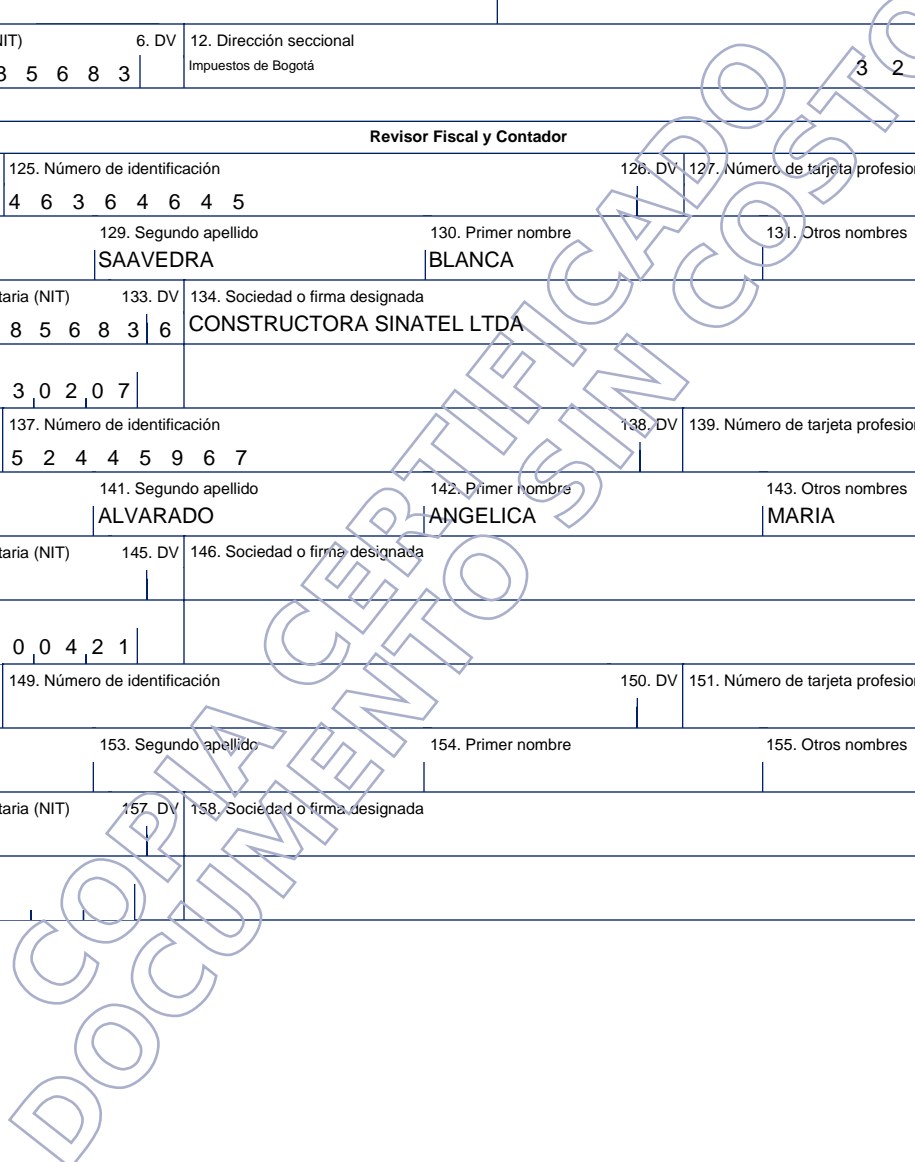 NIT) 6. DV 12. Dirección seccional
3 5 6 8 3 Impuestos de Bogotá 3 2
Revisor Fiscal y Contador
125. Número de identificación 126. DV 127. Número de tarjeta profesion
4 6 3 6 4 6 4 5
129. Segundo apellido 130. Primer nombre 131. Otros nombres
SAAVEDRA BLANCA
taria (NIT) 133. DV 134. Sociedad o firma designada
8 5 6 8 3 6 CONSTRUCTORA SINATEL LTDA
3 0 2 0 7
137. Número de identificación 138. DV 139. Número de tarjeta profesion
5 2 4 4 5 9 6 7
141. Segundo apellido 142. Primer nombre 143. Otros nombres
ALVARADO ANGELICA MARIA
taria (NIT) 145. DV 146. Sociedad o firma designada
0 0 4 2 1
149. Número de identificación 150. DV 151. Número de tarjeta profesion
153. Segundo apellido 154. Primer nombre 155. Otros nombres
taria (NIT) 157. DV 158. Sociedad o firma designada
COPIA CERTIFICADO
DOCUMENTO SIN COSTO